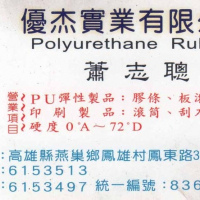 優杰實業有限
Polyurethane Ru
蕭志聰
營業項目
PU彈性製品：膠條、板
印刷製品：滾筒、刮
硬度0°A～72°D
:高雄縣燕巢鄉鳳雄村鳳東路3
:6153513
:6153497 統一編號：836